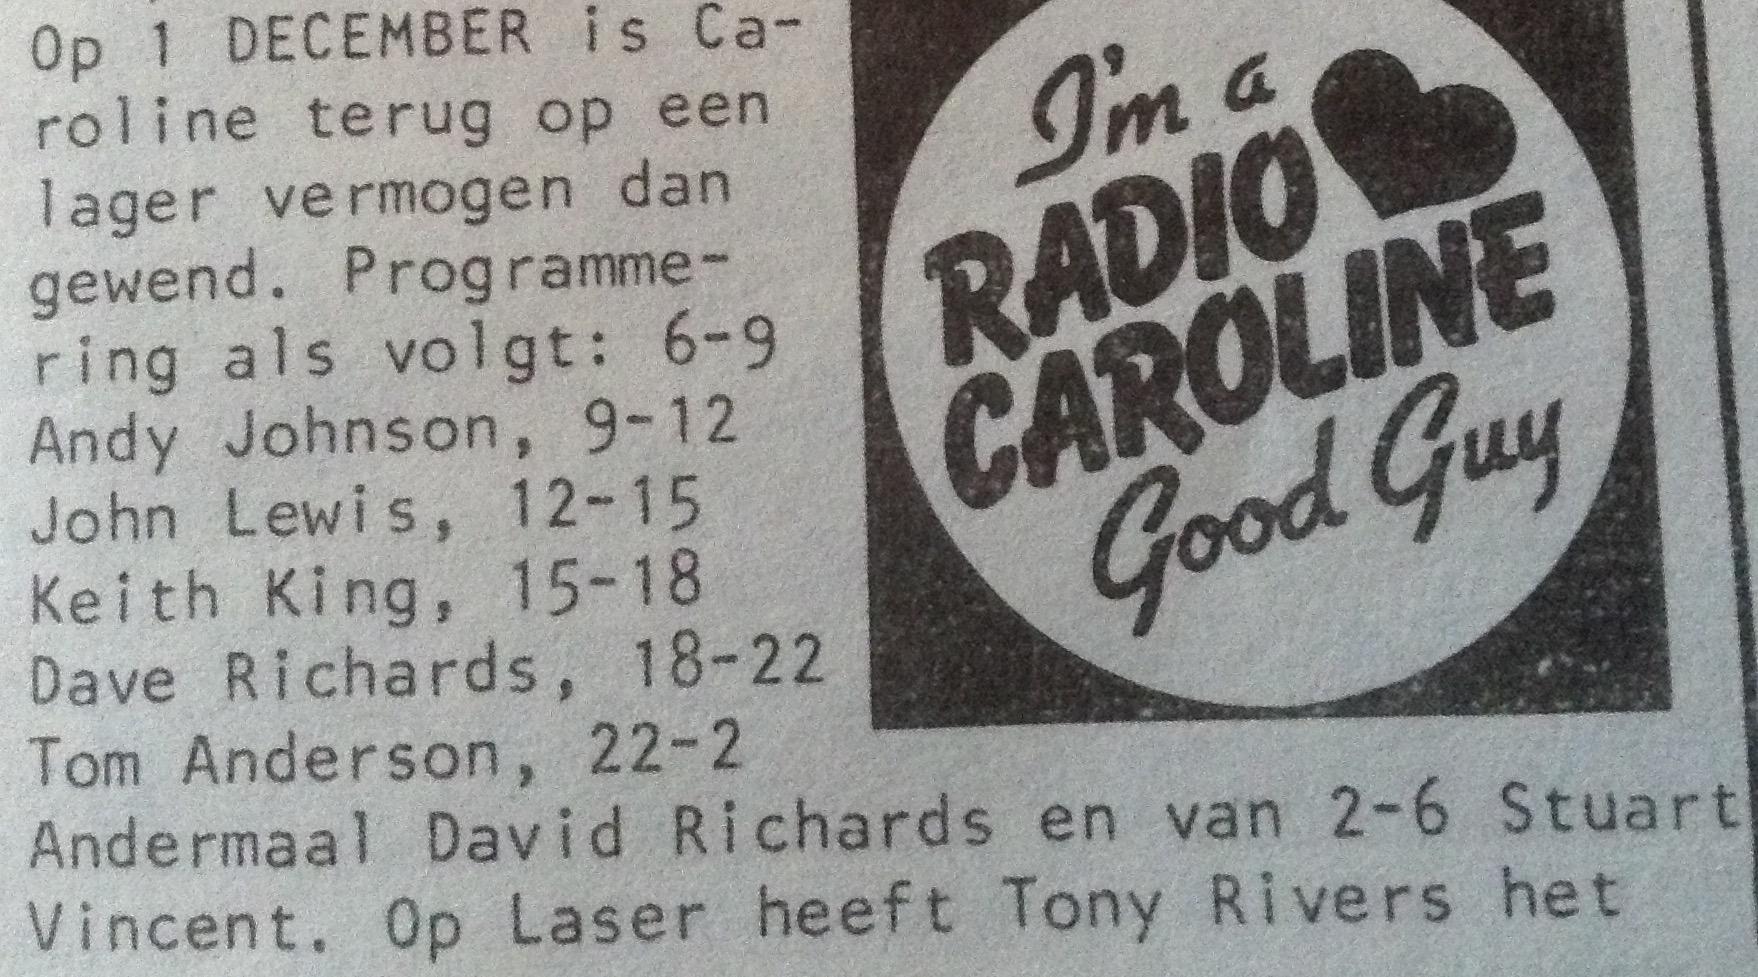 Op 1 DECEMBER is Ca-
roline terug op een
lager vermogen dan
gewend. Programme-
ring als volgt: 6-9
Andy Johnson, 9-12
John Lewis, 12-15
Keith King, 15-18
Dave Richards, 18-22
Tom Anderson, 22-2
Andermaal David Richards en van 2-6 Stuart
Vincent. Op Laser heeft Tony Rivers het
I'm a
RADIO
CAROLINE
Good Guy